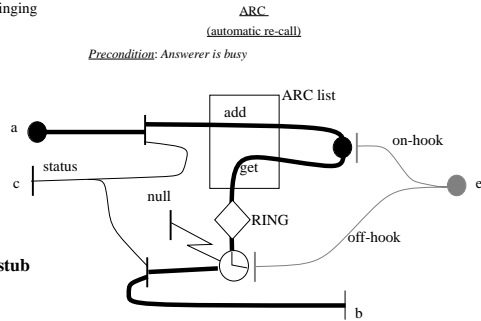 inging
ARC
(automatic re-call)
Precondition: Answerer is busy
ARC list
add
a
on-hook
status
get
c
e
null
RING
off-hook
stub
b